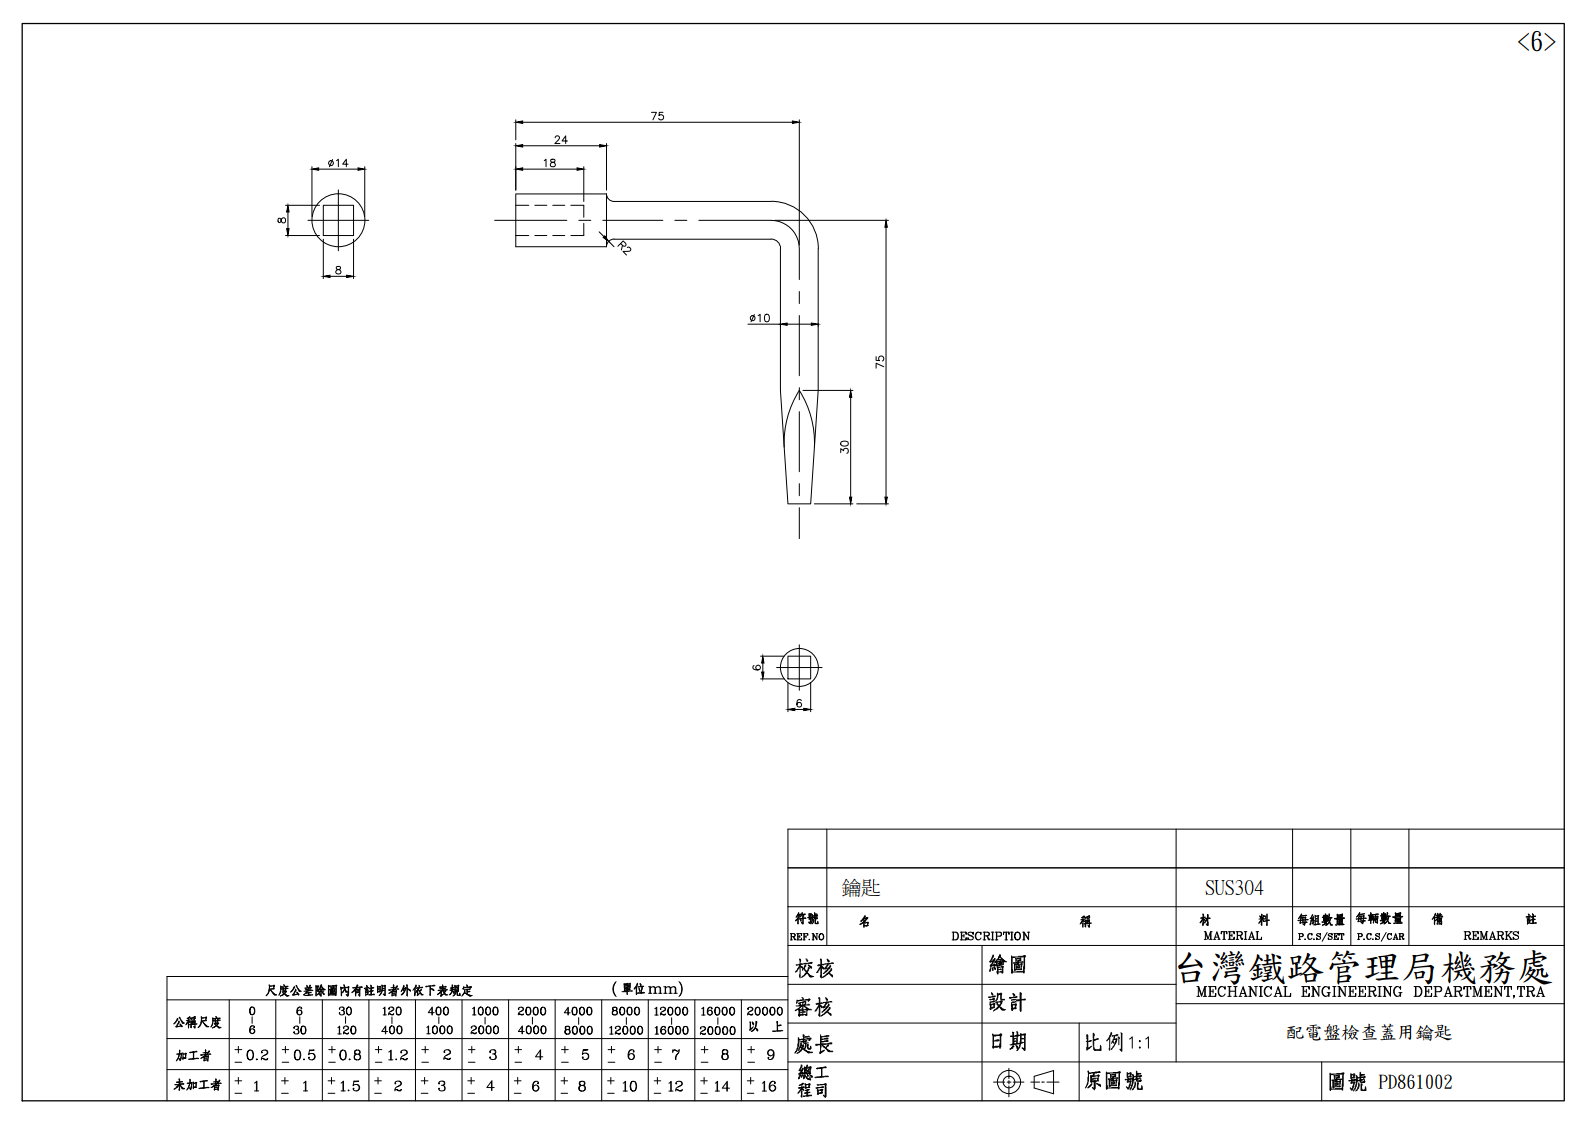 <6>
75
24
18
ø14
8
8
R2
ø10
75
30
6
6
鑰匙 SUS304
符號 名 稱 材 料 每組數量 每輛數量 備 註
REF.NO DESCRIPTION MATERIAL P.C.S/SET P.C.S/CAR REMARKS
校核 繪圖 台灣鐵路管理局機務處
MECHANICAL ENGINEERING DEPARTMENT,TRA
審核 設計
處長 日期 比例 1:1 配電盤檢查蓋用鑰匙
總工程司 原圖號 圖號 PD861002
尺度公差除圖內有註明者外依下表規定 (單位mm)
公稱尺度 0|6 6|30 30|120 120|400 400|1000 1000|2000 2000|4000 4000|8000 8000|12000 12000|16000 16000|20000 20000以上
加工者 ±0.2 ±0.5 ±0.8 ±1.2 ±2 ±3 ±4 ±5 ±6 ±7 ±8 ±9
未加工者 ±1 ±1 ±1.5 ±2 ±3 ±4 ±6 ±8 ±10 ±12 ±14 ±16